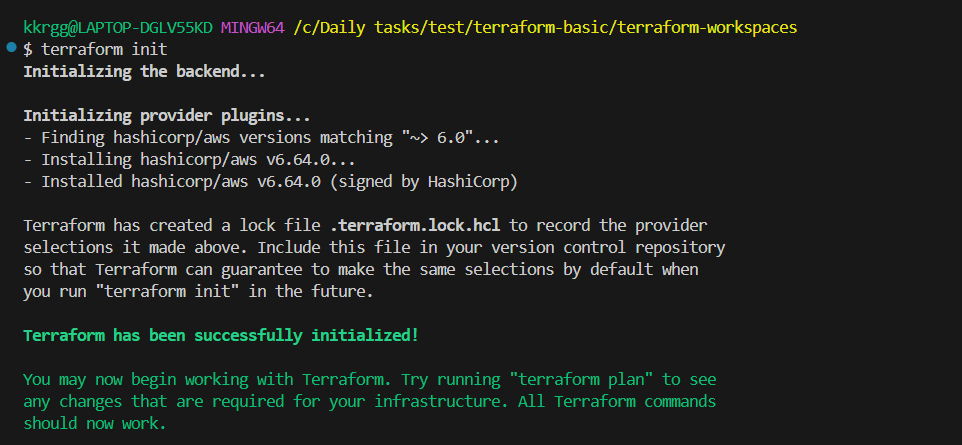 kkrgg@LAPTOP-DGLV55KD MINGW64 /c/Daily tasks/test/terraform-basic/terraform-workspaces
$ terraform init
Initializing the backend...
Initializing provider plugins...
- Finding hashicorp/aws versions matching "~> 6.0"...
- Installing hashicorp/aws v6.64.0...
- Installed hashicorp/aws v6.64.0 (signed by HashiCorp)
Terraform has created a lock file .terraform.lock.hcl to record the provider
selections it made above. Include this file in your version control repository
so that Terraform can guarantee to make the same selections by default when
you run "terraform init" in the future.
Terraform has been successfully initialized!
You may now begin working with Terraform. Try running "terraform plan" to see
any changes that are required for your infrastructure. All Terraform commands
should now work.